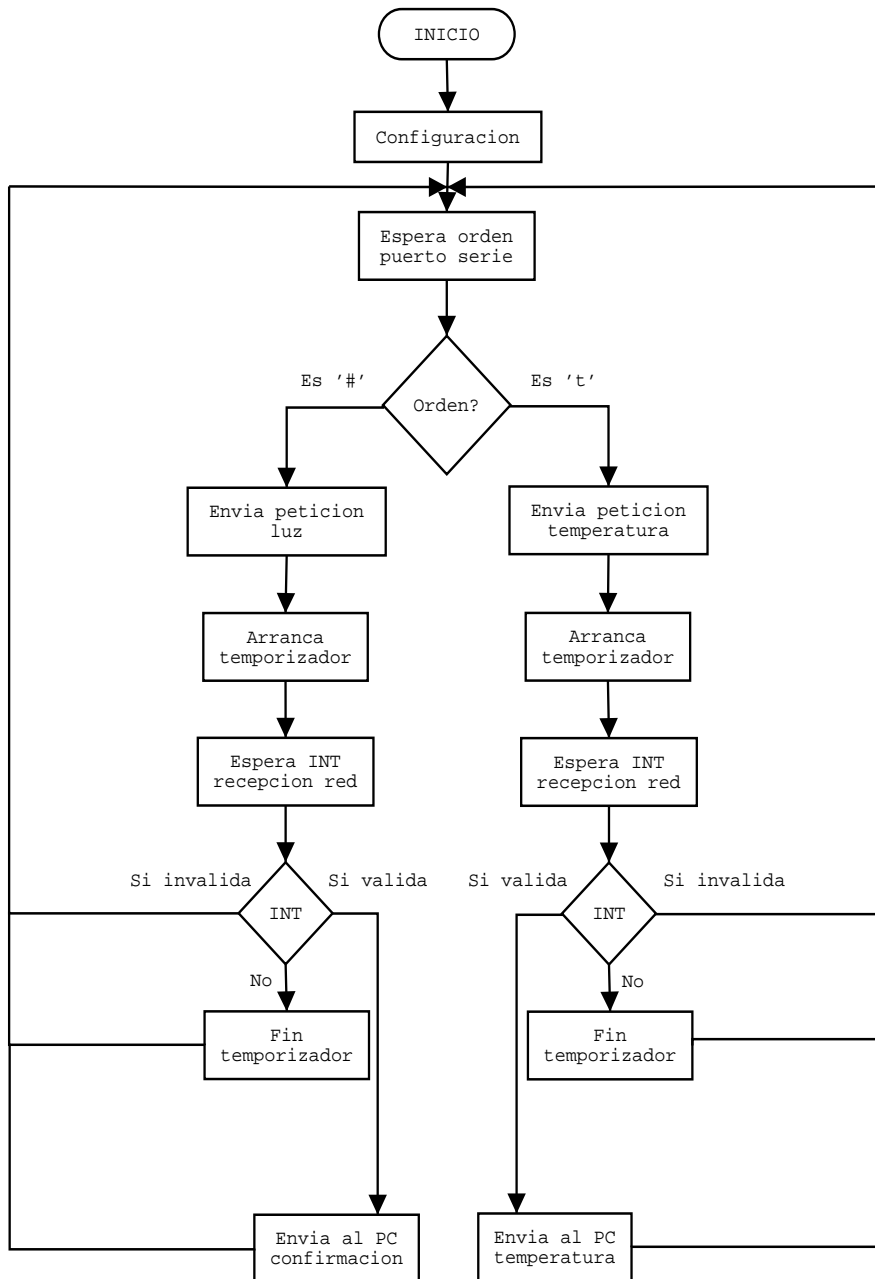 INICIO
Configuracion
Espera orden
puerto serie
Es '#'
Es 't'
Orden?
Envia peticion
luz
Envia peticion
temperatura
Arranca
temporizador
Arranca
temporizador
Espera INT
recepcion red
Espera INT
recepcion red
Si invalida
Si valida
Si valida
Si invalida
INT
INT
No
No
Fin
temporizador
Fin
temporizador
Envia al PC
confirmacion
Envia al PC
temperatura